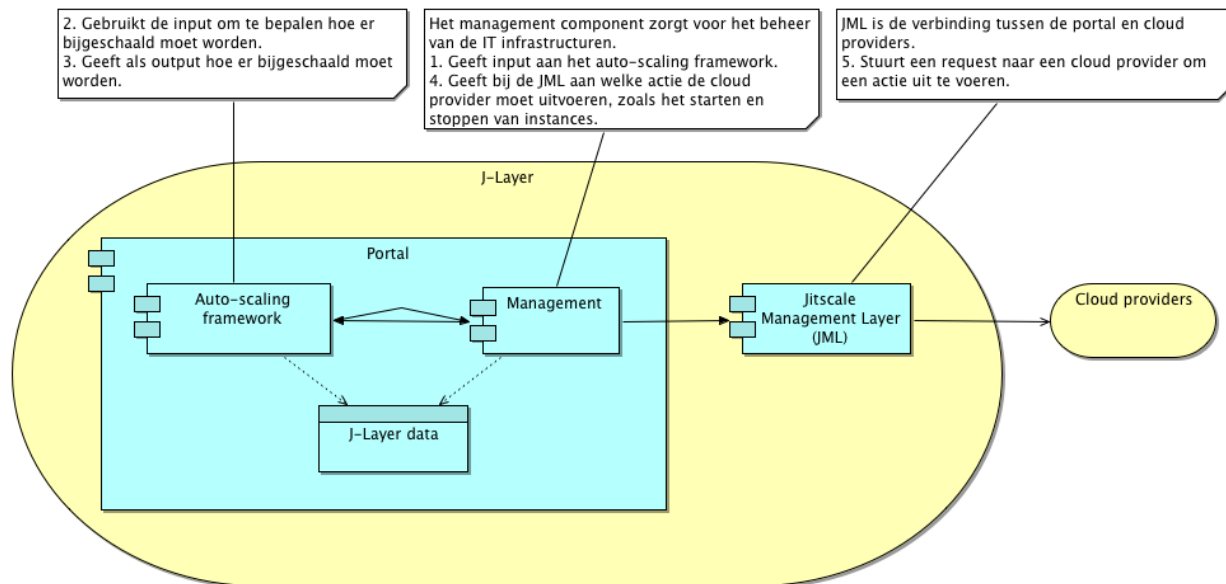 2. Gebruikt de input om te bepalen hoe er
bijgeschaald moet worden.
3. Geeft als output hoe er bijgeschaald moet
worden.
Het management component zorgt voor het beheer
van de IT infrastructuren.
1. Geeft input aan het auto-scaling framework.
4. Geeft bij de JML aan welke actie de cloud
provider moet uitvoeren, zoals het starten en
stoppen van instances.
JML is de verbinding tussen de portal en cloud
providers.
5. Stuurt een request naar een cloud provider om
een actie uit te voeren.
J-Layer
Portal
Auto-scaling
framework
Management
Jitscale
Management Layer
(JML)
Cloud providers
J-Layer data